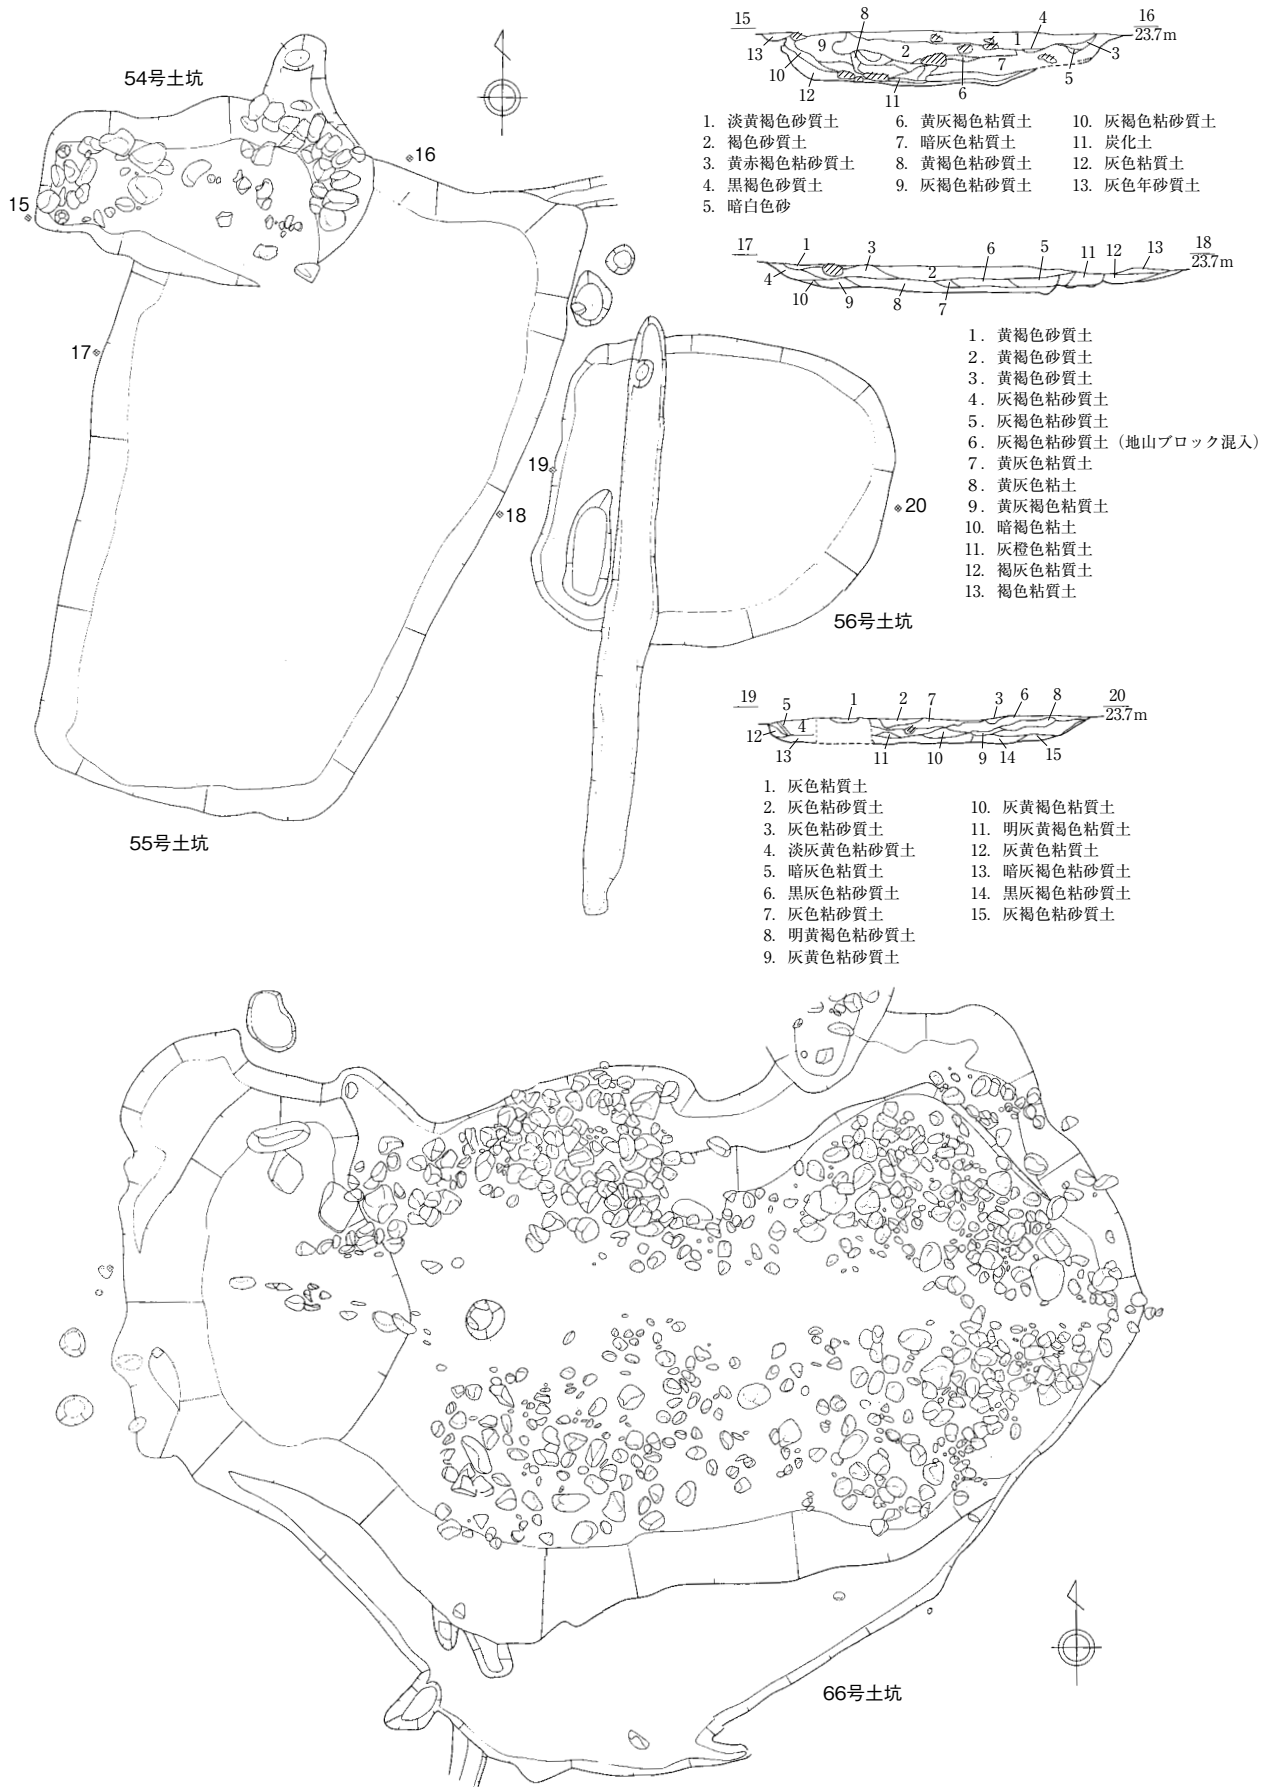 54号土坑
15
16
17
18
19
20
55号土坑
56号土坑
15
8
4
16
23.7m
13
9
2
1
10
7
3
5
12
11
6
1. 淡黄褐色砂質土
2. 褐色砂質土
3. 黄赤褐色粘砂質土
4. 黒褐色砂質土
5. 暗白色砂
6. 黄灰褐色粘質土
7. 暗灰色粘質土
8. 黄褐色粘砂質土
9. 灰褐色粘砂質土
10. 灰褐色粘砂質土
11. 炭化土
12. 灰色粘質土
13. 灰色年砂質土
17
1
3
6
5
11
12
13
18
23.7m
4
2
10
9
8
7
1. 黄褐色砂質土
2. 黄褐色砂質土
3. 黄褐色砂質土
4. 灰褐色粘砂質土
5. 灰褐色粘砂質土
6. 灰褐色粘砂質土（地山ブロック混入）
7. 黄灰色粘質土
8. 黄灰色粘土
9. 黄灰褐色粘質土
10. 暗褐色粘土
11. 灰橙色粘質土
12. 褐灰色粘質土
13. 褐色粘質土
19
5
1
2
7
3
6
8
20
23.7m
4
12
13
11
10
9
14
15
1. 灰色粘質土
2. 灰色粘砂質土
3. 灰色粘砂質土
4. 淡灰黄色粘砂質土
5. 暗灰色粘質土
6. 黒灰色粘砂質土
7. 灰色粘砂質土
8. 明黄褐色粘砂質土
9. 灰黄色粘砂質土
10. 灰黄褐色粘質土
11. 明灰黄褐色粘質土
12. 灰黄色粘質土
13. 暗灰褐色粘砂質土
14. 黒灰褐色粘砂質土
15. 灰褐色粘砂質土
66号土坑